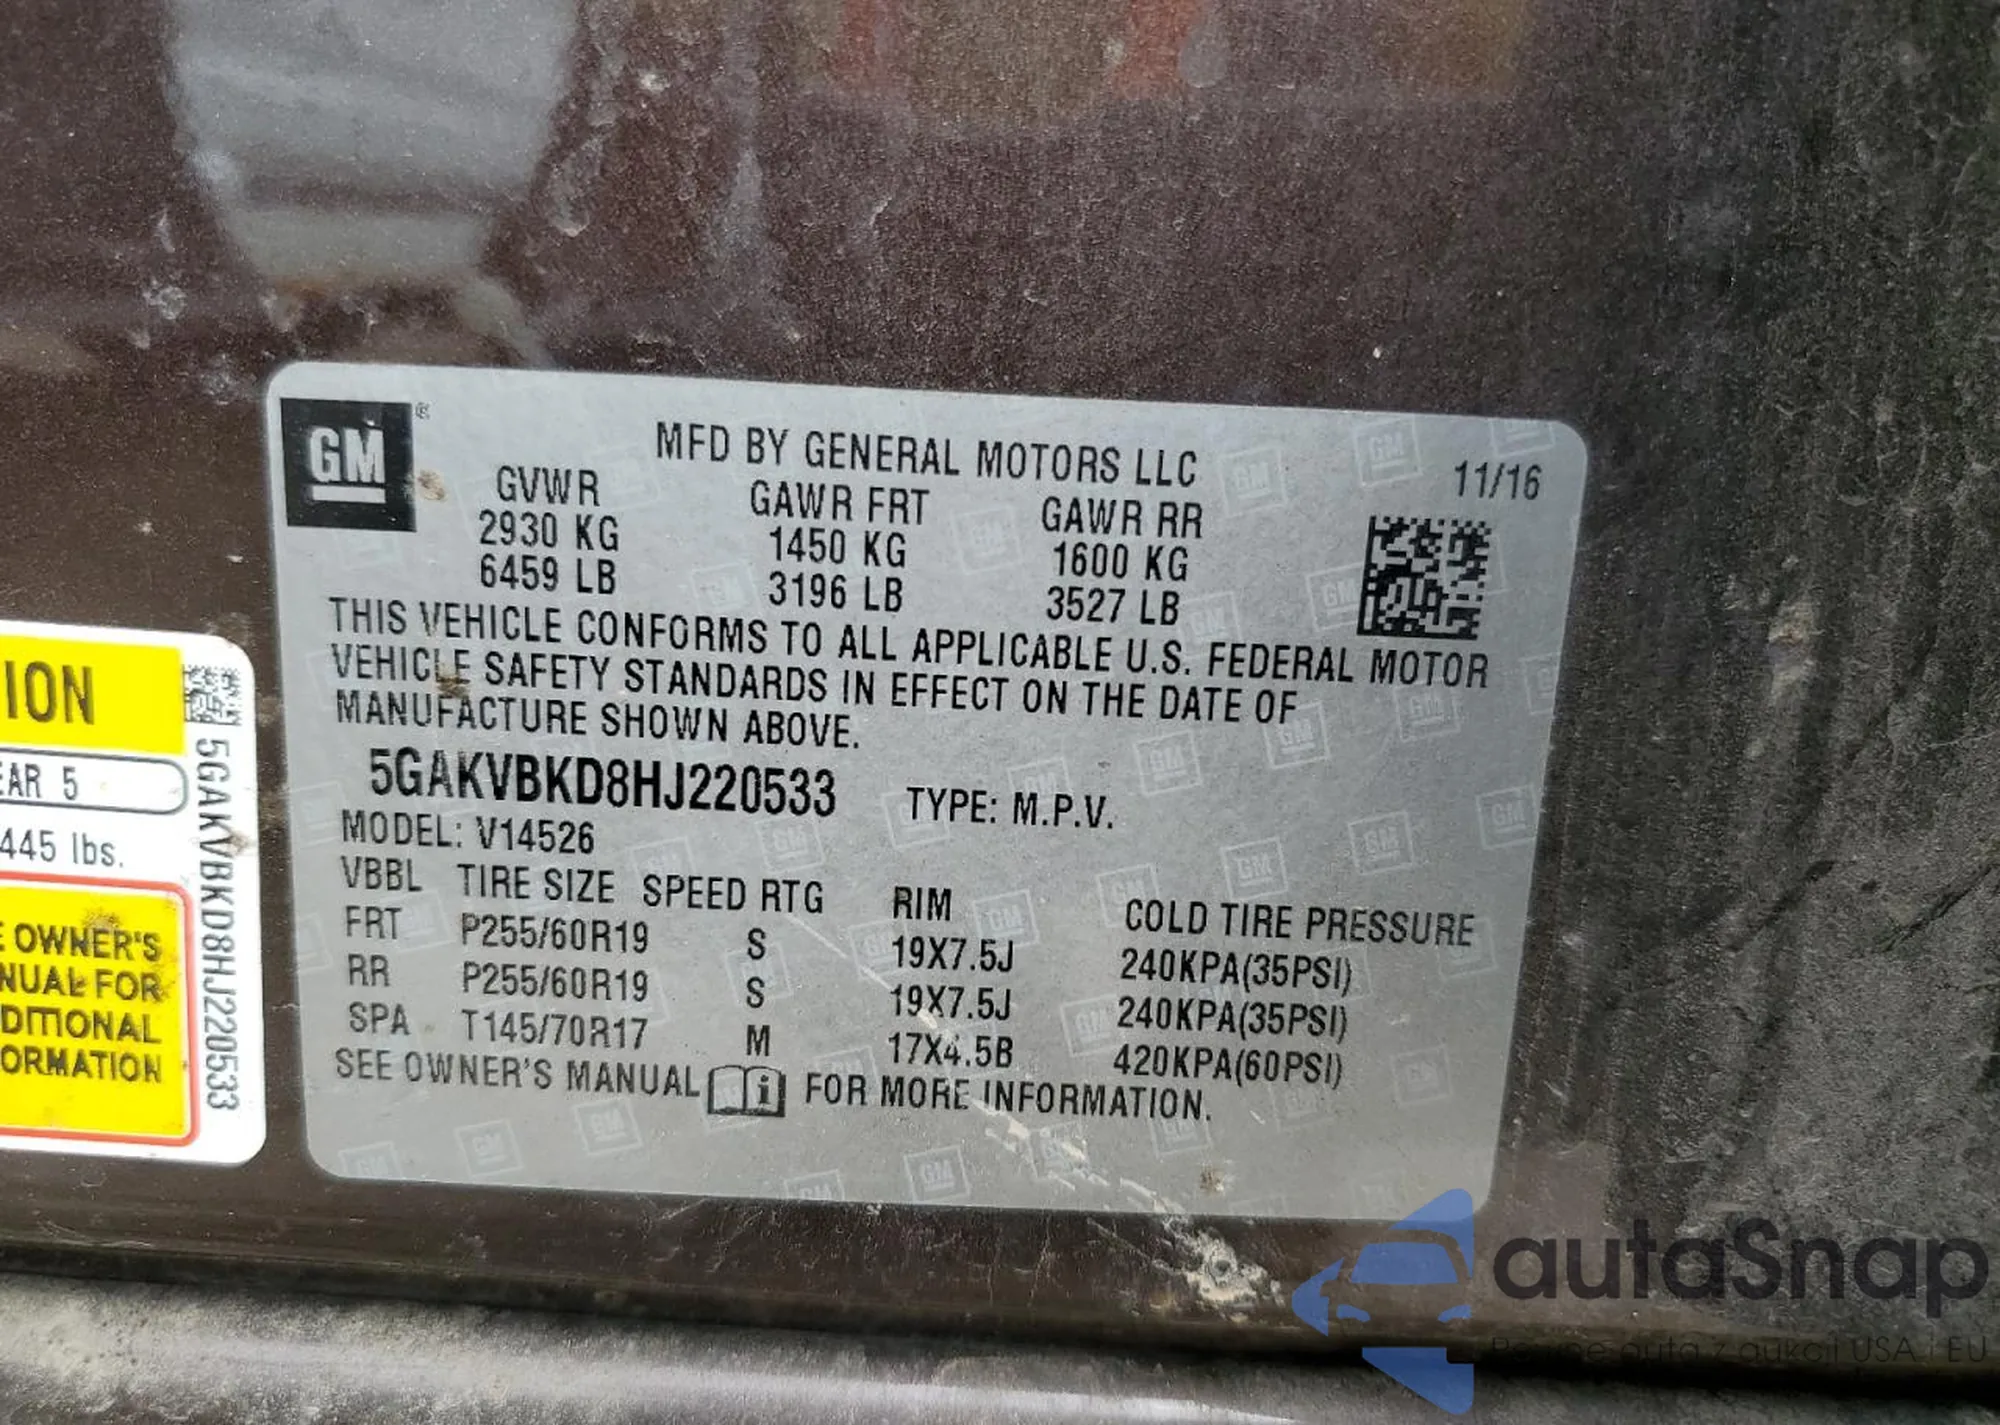 GM
MFD BY GENERAL MOTORS LLC
11/16
GVWR GAWR FRT GAWR RR
2930 KG 1450 KG 1600 KG
6459 LB 3196 LB 3527 LB
THIS VEHICLE CONFORMS TO ALL APPLICABLE U.S. FEDERAL MOTOR
VEHICLE SAFETY STANDARDS IN EFFECT ON THE DATE OF
MANUFACTURE SHOWN ABOVE.
5GAKVBKD8HJ220533 TYPE: M.P.V.
MODEL: V14526
VBBL TIRE SIZE SPEED RTG RIM COLD TIRE PRESSURE
FRT P255/60R19 S 19X7.5J 240KPA(35PSI)
RR P255/60R19 S 19X7.5J 240KPA(35PSI)
SPA T145/70R17 M 17X4.5B 420KPA(60PSI)
SEE OWNER'S MANUAL FOR MORE INFORMATION.
ION
EAR 5
445 lbs.
E OWNER'S
NUAL FOR
DITIONAL
ORMATION
5GAKVBKD8HJ220533
autaSnap
Pewne auta z aukcji USA i EU